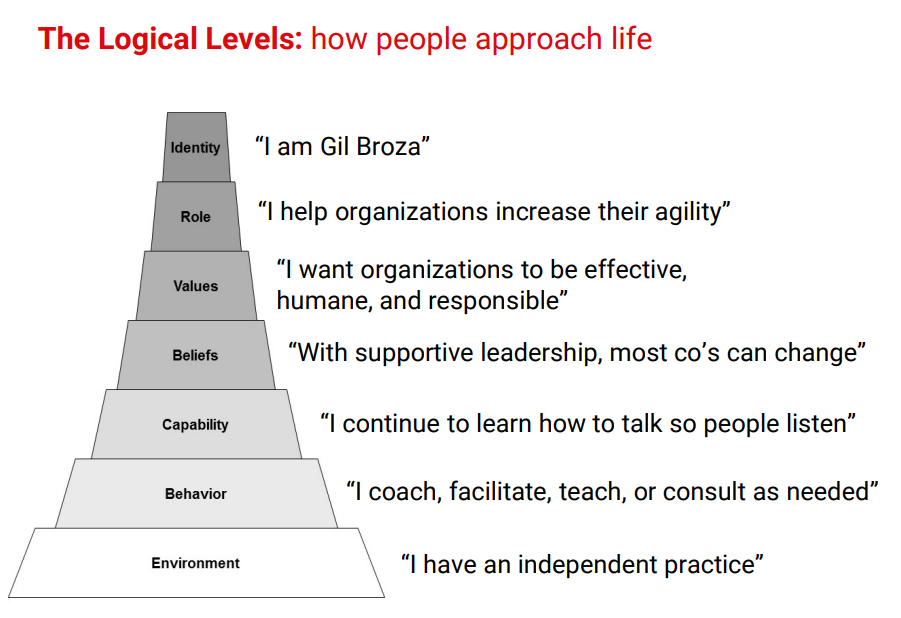 The Logical Levels: how people approach life
Identity
“I am Gil Broza”
Role
“I help organizations increase their agility”
Values
“I want organizations to be effective,
humane, and responsible”
Beliefs
“With supportive leadership, most co’s can change”
Capability
“I continue to learn how to talk so people listen”
Behavior
“I coach, facilitate, teach, or consult as needed”
Environment
“I have an independent practice”